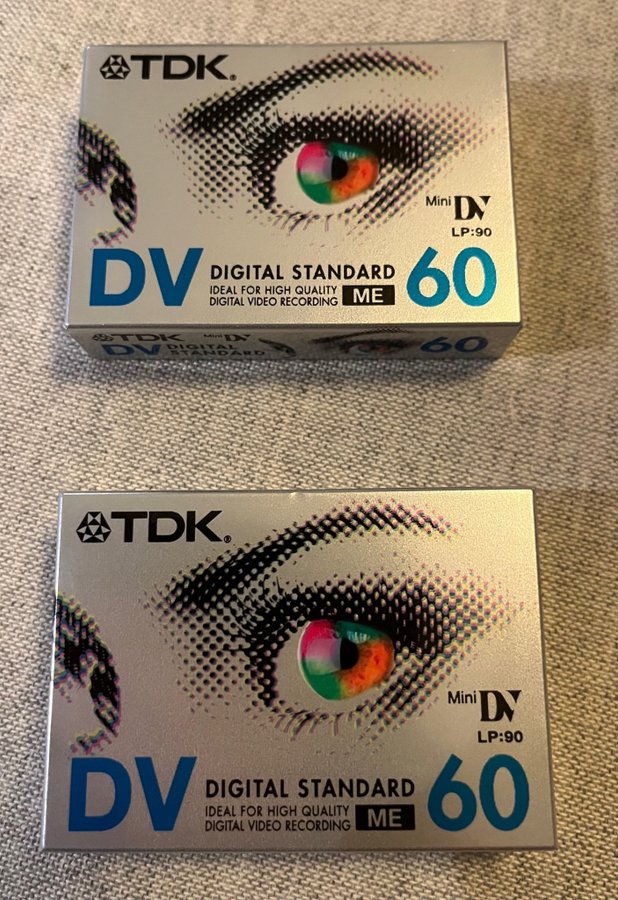 TDK®
Mini DV
LP:90
DV DIGITAL STANDARD 60
IDEAL FOR HIGH QUALITY
DIGITAL VIDEO RECORDING ME
TDK Mini DV
DV DIGITAL 60
STANDARD
TDK®
Mini DV
LP:90
DV DIGITAL STANDARD 60
IDEAL FOR HIGH QUALITY
DIGITAL VIDEO RECORDING ME